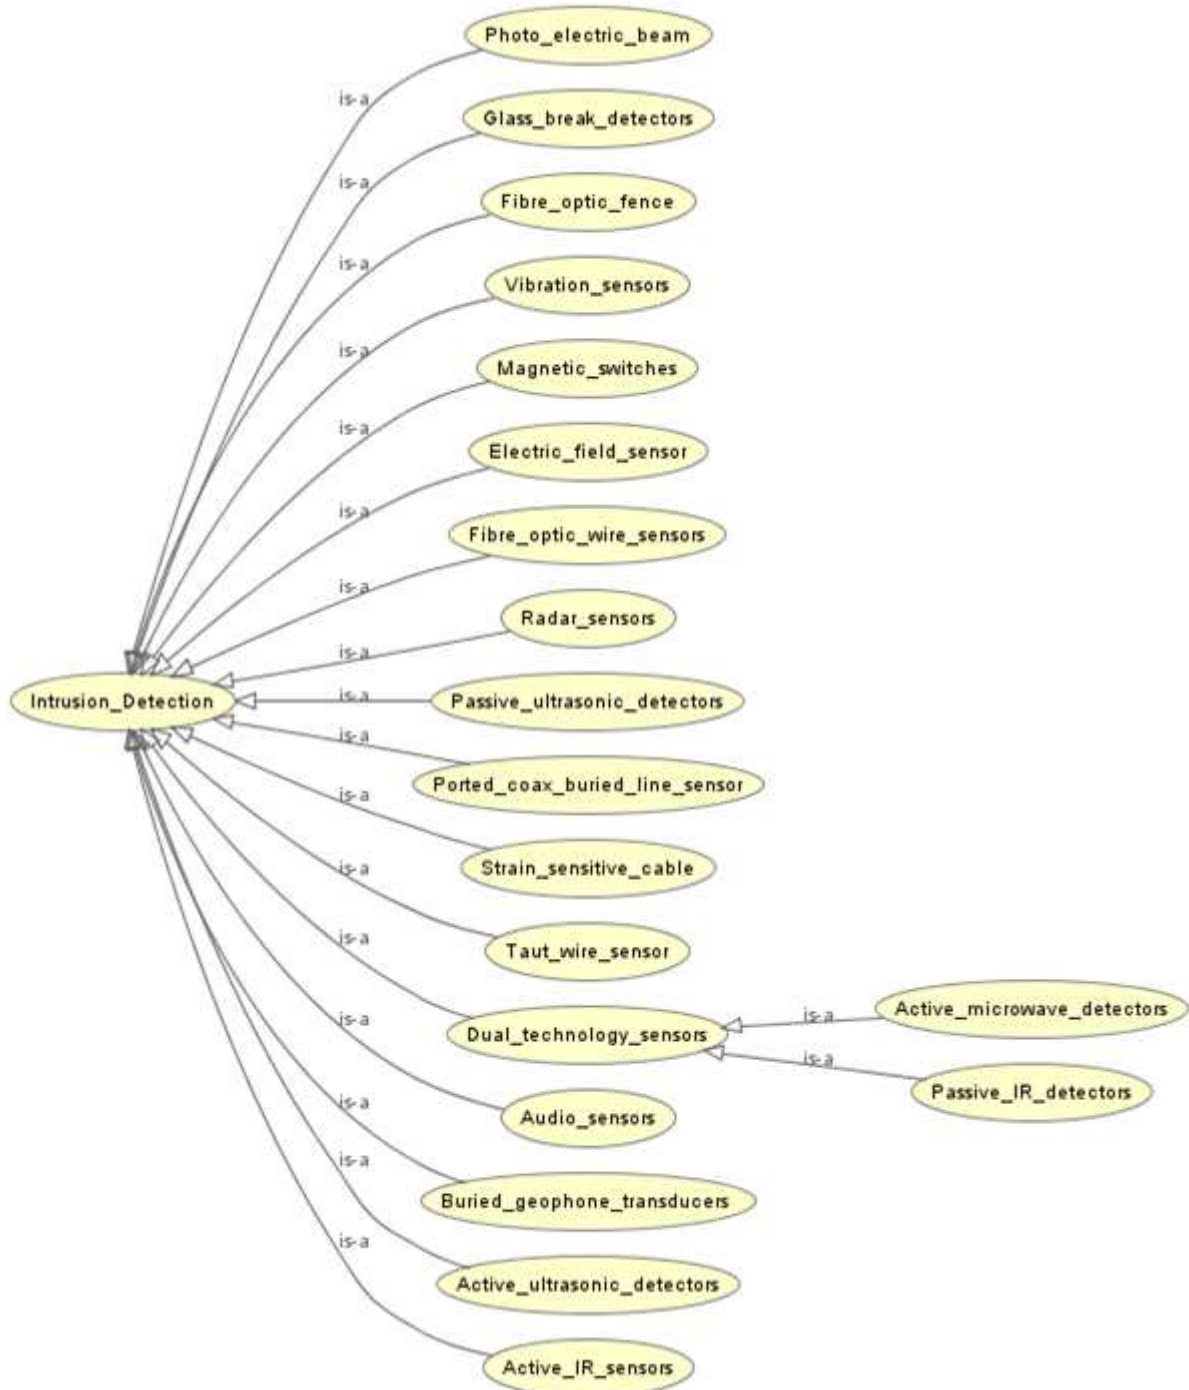 Photo_electric_beam
is-a
Glass_break_detectors
is-a
Fibre_optic_fence
is-a
Vibration_sensors
is-a
Magnetic_switches
is-a
Electric_field_sensor
is-a
Fibre_optic_wire_sensors
is-a
Radar_sensors
is-a
Intrusion_Detection
is-a
Passive_ultrasonic_detectors
is-a
Ported_coax_buried_line_sensor
is-a
Strain_sensitive_cable
is-a
Taut_wire_sensor
is-a
Dual_technology_sensors
is-a
Active_microwave_detectors
is-a
Passive_IR_detectors
is-a
Audio_sensors
is-a
Buried_geophone_transducers
is-a
Active_ultrasonic_detectors
is-a
Active_IR_sensors